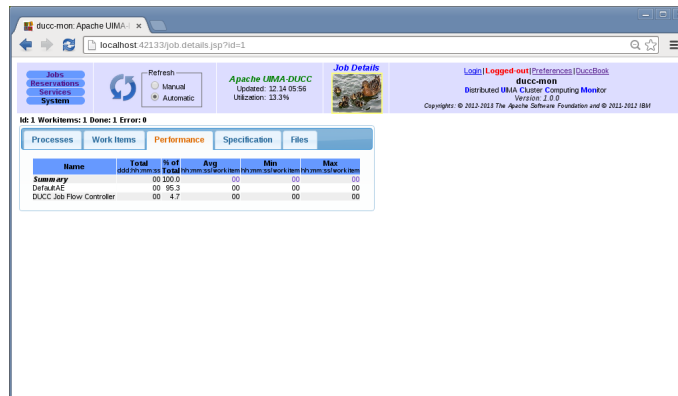 ducc-mon: Apache UIMA-
localhost:42133/job.details.jsp?id=1
Jobs
Reservations
Services
System
Refresh
Manual
Automatic
Apache UIMA-DUCC
Updated: 12.14 05:56
Utilization: 13.3%
Job Details
Login|Logged-out|Preferences|DuccBook
ducc-mon
Distributed UIMA Cluster Computing Monitor
Version: 1.0.0
Copyrights: © 2012-2013 The Apache Software Foundation and © 2011-2012 IBM
Id: 1 Workitems: 1 Done: 1 Error: 0
Processes Work Items Performance Specification Files
Name Total % of Avg Min Max
ddd:hh:mm:ss Total hh:mm:ss/workitem hh:mm:ss/workitem hh:mm:ss/workitem
Summary 00 100.0 00 00 00
DefaultAE 00 95.3 00 00 00
DUCC Job Flow Controller 00 4.7 00 00 00